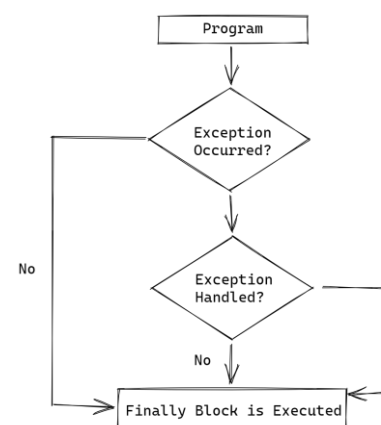 Program
Exception
Occurred?
No
Exception
Handled?
No
Finally Block is Executed